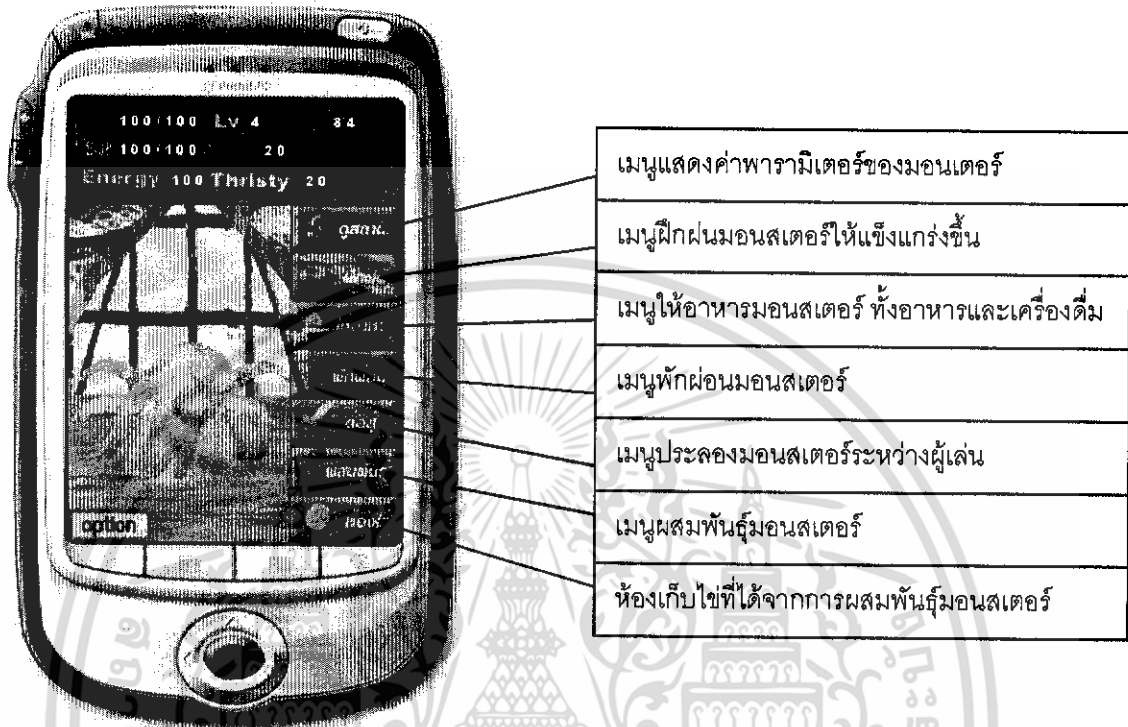 100/100 Lv 4 84
100/100 20
Energy 100 Thristy 20
option
เมนูแสดงค่าพารามิเตอร์ของมอนเตอร์
เมนูฝึกฝนมอนสเตอร์ให้แข็งแกร่งขึ้น
เมนูให้อาหารมอนสเตอร์ ทั้งอาหารและเครื่องดื่ม
เมนูพักผ่อนมอนสเตอร์
เมนูประลองมอนสเตอร์ระหว่างผู้เล่น
เมนูผสมพันธุ์มอนสเตอร์
ห้องเก็บไข่ที่ได้จากการผสมพันธุ์มอนสเตอร์